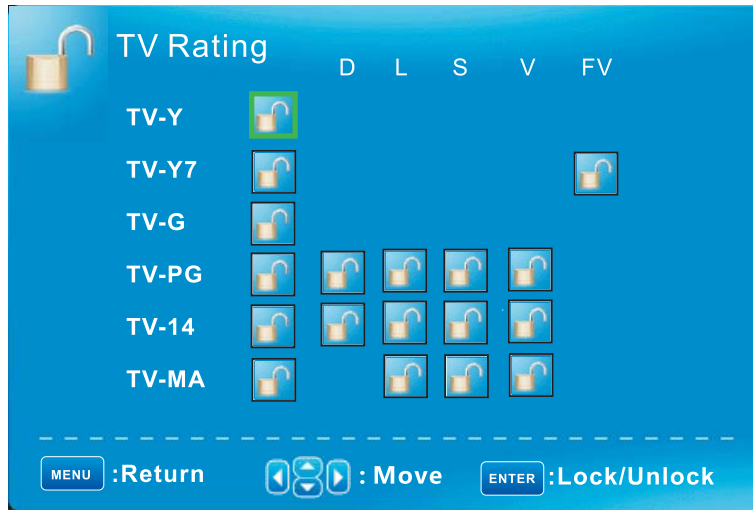 TV Rating
D L S V FV
TV-Y
TV-Y7
TV-G
TV-PG
TV-14
TV-MA
MENU :Return : Move ENTER :Lock/Unlock